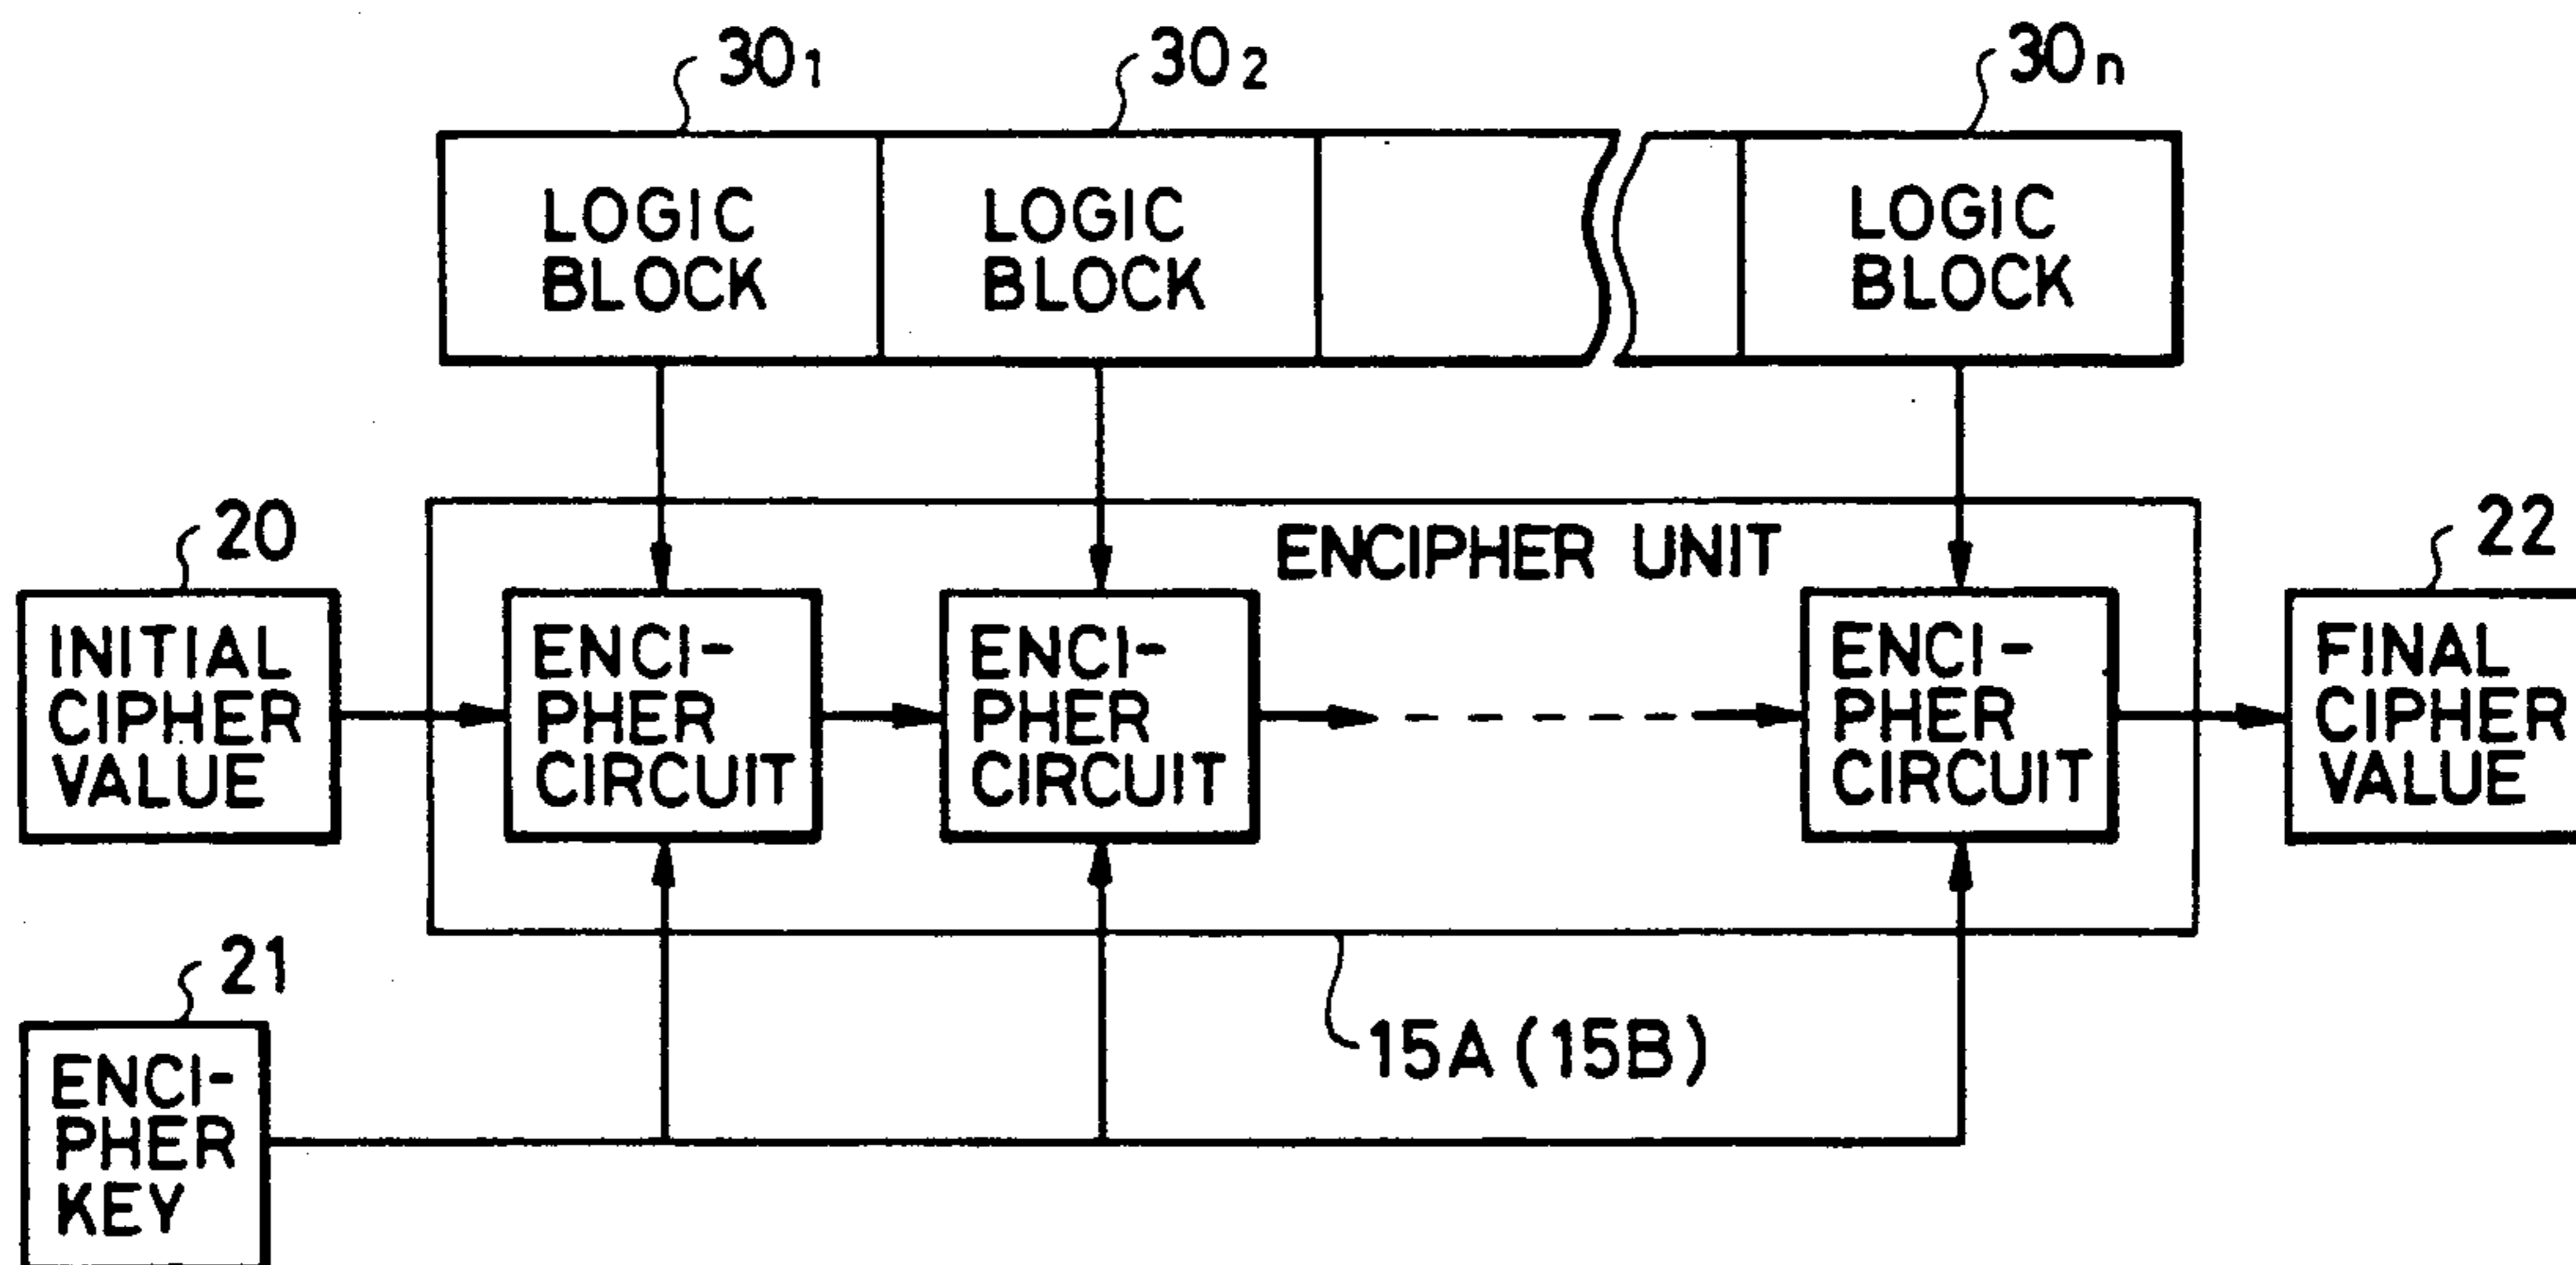 30₁
30₂
30n
LOGIC
BLOCK
LOGIC
BLOCK
LOGIC
BLOCK
20
ENCIPHER UNIT
22
INITIAL
CIPHER
VALUE
ENCI-
PHER
CIRCUIT
ENCI-
PHER
CIRCUIT
ENCI-
PHER
CIRCUIT
FINAL
CIPHER
VALUE
21
15A (15B)
ENCI-
PHER
KEY